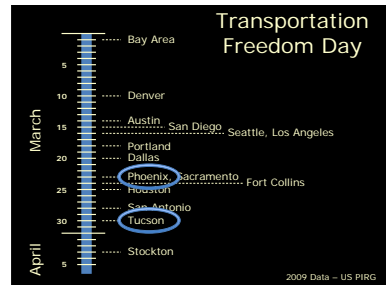 Transportation
Freedom Day
Bay Area
5
10
Denver
Austin
15
San Diego
Seattle, Los Angeles
Portland
20
Dallas
Phoenix, Sacramento
Fort Collins
25
Houston
San Antonio
30
Tucson
Stockton
5
March
April
2009 Data – US PIRG